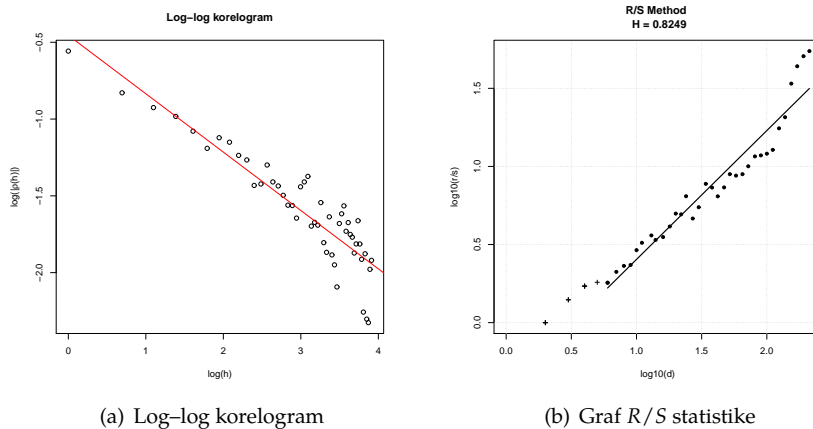 Log–log korelogram
log(|ρ(h)|)
−0.5
−1.0
−1.5
−2.0
0
1
2
3
4
log(h)
(a) Log–log korelogram
R/S Method
H = 0.8249
log10(r/s)
1.5
1.0
0.5
0.0
0.0
0.5
1.0
1.5
2.0
log10(d)
(b) Graf R/S statistike